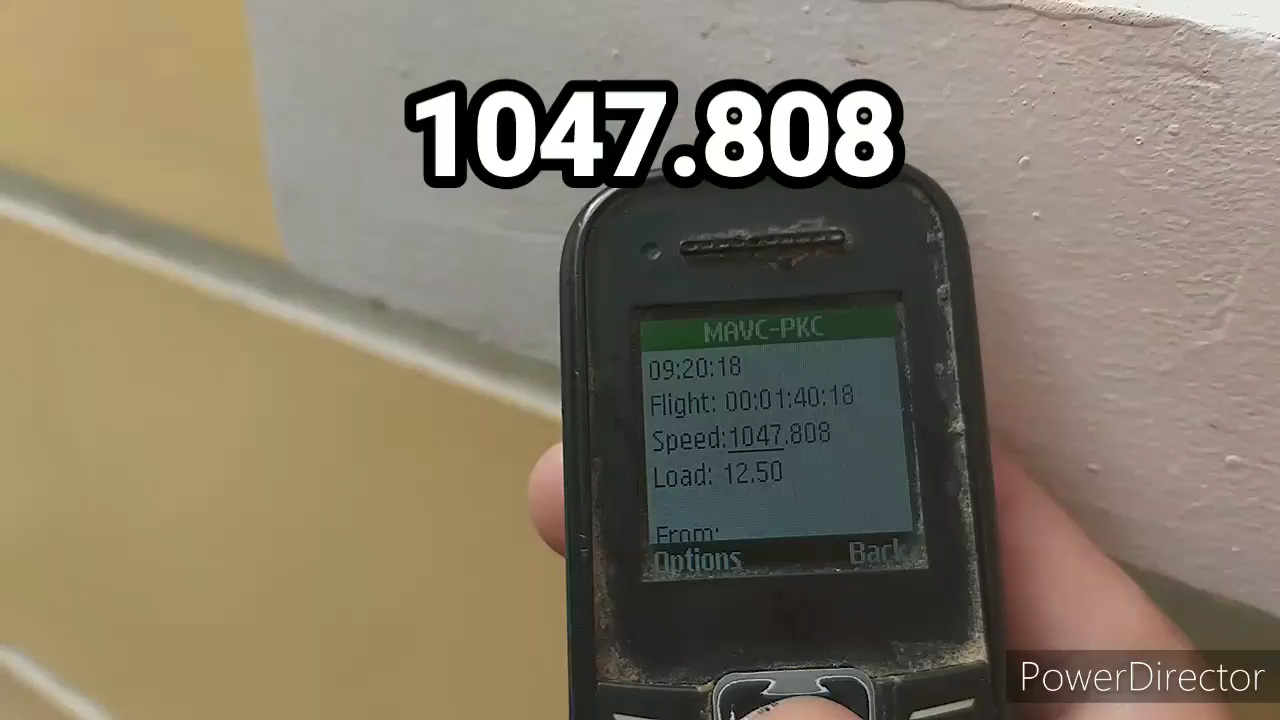 1047.808
MAVC-PKC
09:20:18
Flight: 00:01:40:18
Speed:1047.808
Load: 12.50
From:
Options Back
PowerDirector